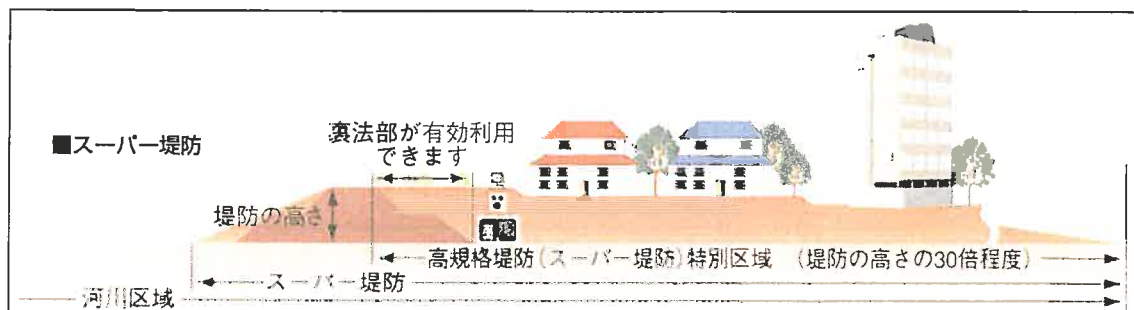 ■スーパー堤防
裏法部が有効利用
できます
堤防の高さ
高規格堤防(スーパー堤防)特別区域 (堤防の高さの30倍程度)
スーパー堤防
河川区域